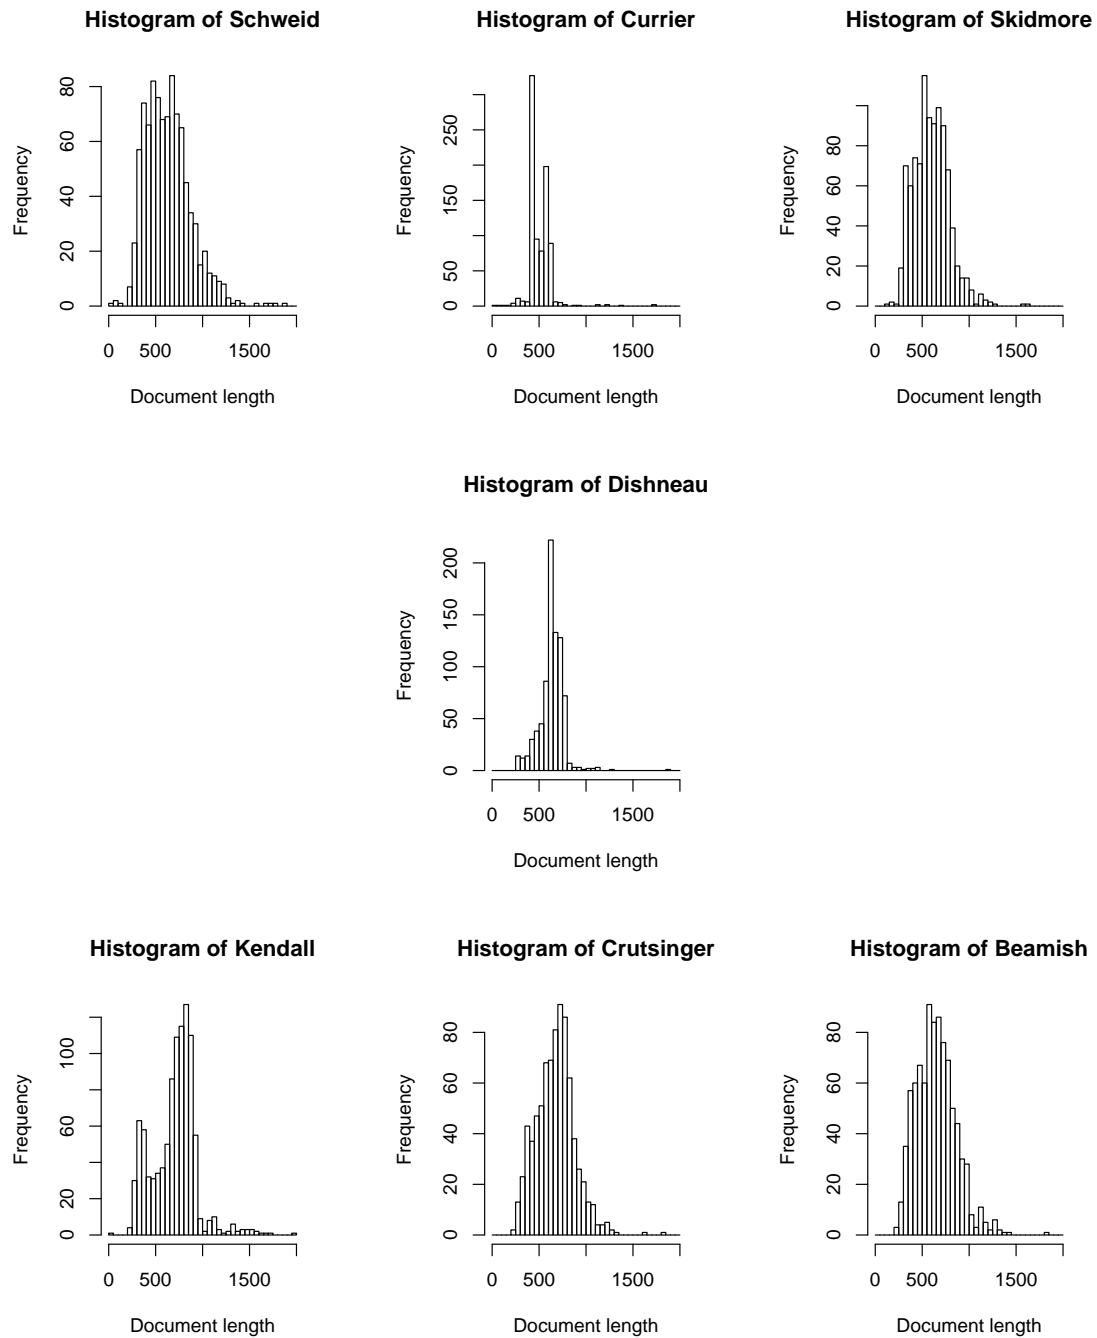 Histogram of Schweid
Frequency
0 20 40 60 80
0 500 1500
Document length
Histogram of Currier
Frequency
0 50 150 250
0 500 1500
Document length
Histogram of Skidmore
Frequency
0 20 40 60 80
0 500 1500
Document length
Histogram of Dishneau
Frequency
0 50 100 150 200
0 500 1500
Document length
Histogram of Kendall
Frequency
0 20 60 100
0 500 1500
Document length
Histogram of Crutsinger
Frequency
0 20 40 60 80
0 500 1500
Document length
Histogram of Beamish
Frequency
0 20 40 60 80
0 500 1500
Document length